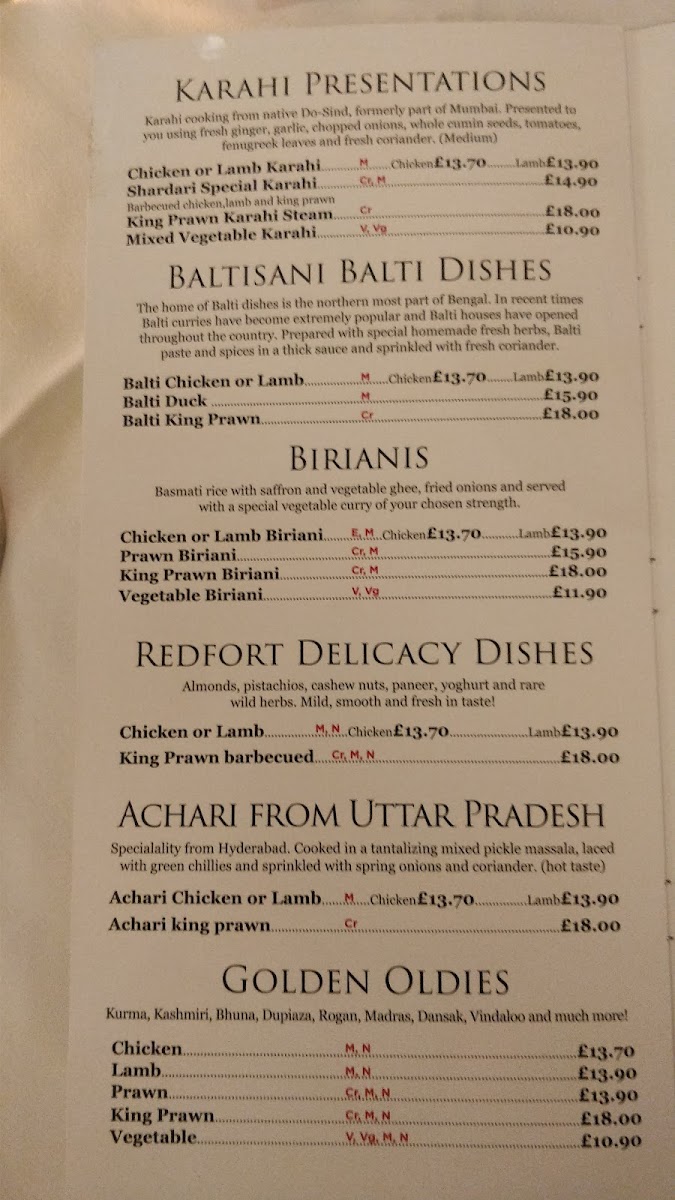 KARAHI PRESENTATIONS
Karahi cooking from native Do-Sind, formerly part of Mumbai. Presented to
you using fresh ginger, garlic, chopped onions, whole cumin seeds, tomatoes,
fenugreek leaves and fresh coriander. (Medium)
Chicken or Lamb Karahi......M......Chicken£13.70.........Lamb£13.90
Shardari Special Karahi......Cr, M......£14.90
Barbecued chicken,lamb and king prawn
King Prawn Karahi Steam......Cr......£18.00
Mixed Vegetable Karahi......V, Vg......£10.90
BALTISANI BALTI DISHES
The home of Balti dishes is the northern most part of Bengal. In recent times
Balti curries have become extremely popular and Balti houses have opened
throughout the country. Prepared with special homemade fresh herbs, Balti
paste and spices in a thick sauce and sprinkled with fresh coriander.
Balti Chicken or Lamb......M......Chicken£13.70.........Lamb£13.90
Balti Duck......M......£15.90
Balti King Prawn......Cr......£18.00
BIRIANIS
Basmati rice with saffron and vegetable ghee, fried onions and served
with a special vegetable curry of your chosen strength.
Chicken or Lamb Biriani......E, M...Chicken£13.70..........Lamb£13.90
Prawn Biriani......Cr, M......£15.90
King Prawn Biriani......Cr, M......£18.00
Vegetable Biriani......V, Vg......£11.90
REDFORT DELICACY DISHES
Almonds, pistachios, cashew nuts, paneer, yoghurt and rare
wild herbs. Mild, smooth and fresh in taste!
Chicken or Lamb......M, N...Chicken£13.70......Lamb£13.90
King Prawn barbecued......Cr, M, N......£18.00
ACHARI FROM UTTAR PRADESH
Specialality from Hyderabad. Cooked in a tantalizing mixed pickle massala, laced
with green chillies and sprinkled with spring onions and coriander. (hot taste)
Achari Chicken or Lamb......M.....Chicken£13.70......Lamb£13.90
Achari king prawn......Cr......£18.00
GOLDEN OLDIES
Kurma, Kashmiri, Bhuna, Dupiaza, Rogan, Madras, Dansak, Vindaloo and much more!
Chicken......M, N......£13.70
Lamb......M, N......£13.90
Prawn......Cr, M, N......£13.90
King Prawn......Cr, M, N......£18.00
Vegetable......V, Vg, M, N......£10.90